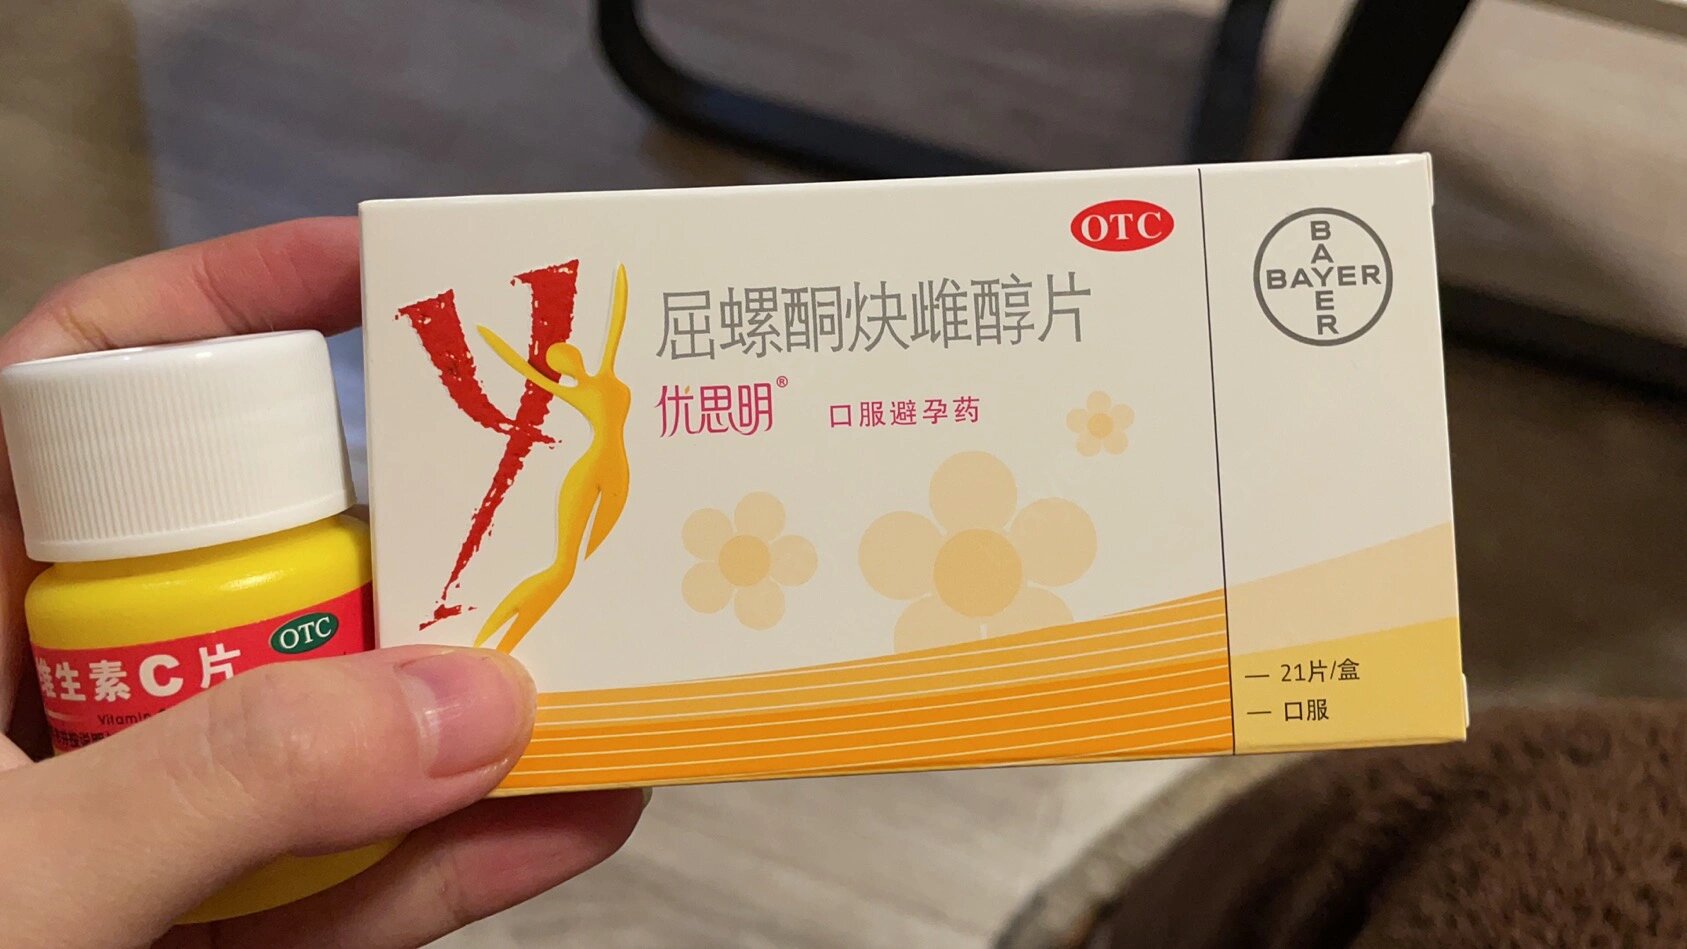 OTC
屈螺酮炔雌醇片
优思明®
口服避孕药
BAYER
BAYER
— 21片/盒
— 口服
OTC
维生素C片
Vitamin